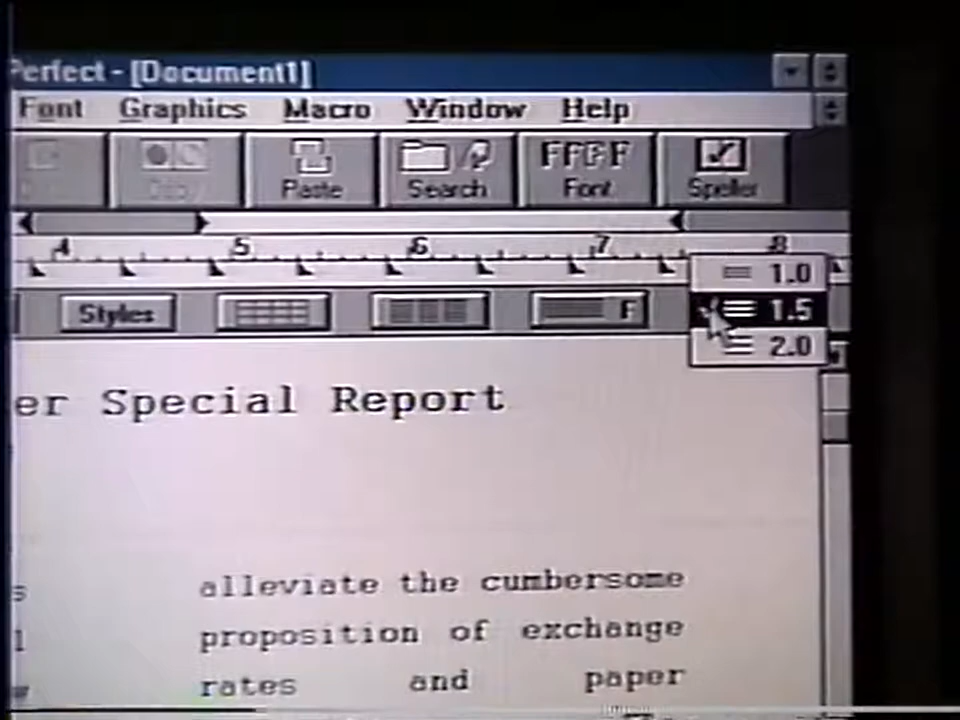 Perfect - [Document1]
Font Graphics Macro Window Help
Copy Paste Search FFFF Font Speller
4 5 6 7 8
1.0
Styles F 1.5
2.0
er Special Report
s alleviate the cumbersome
l proposition of exchange
rates and paper